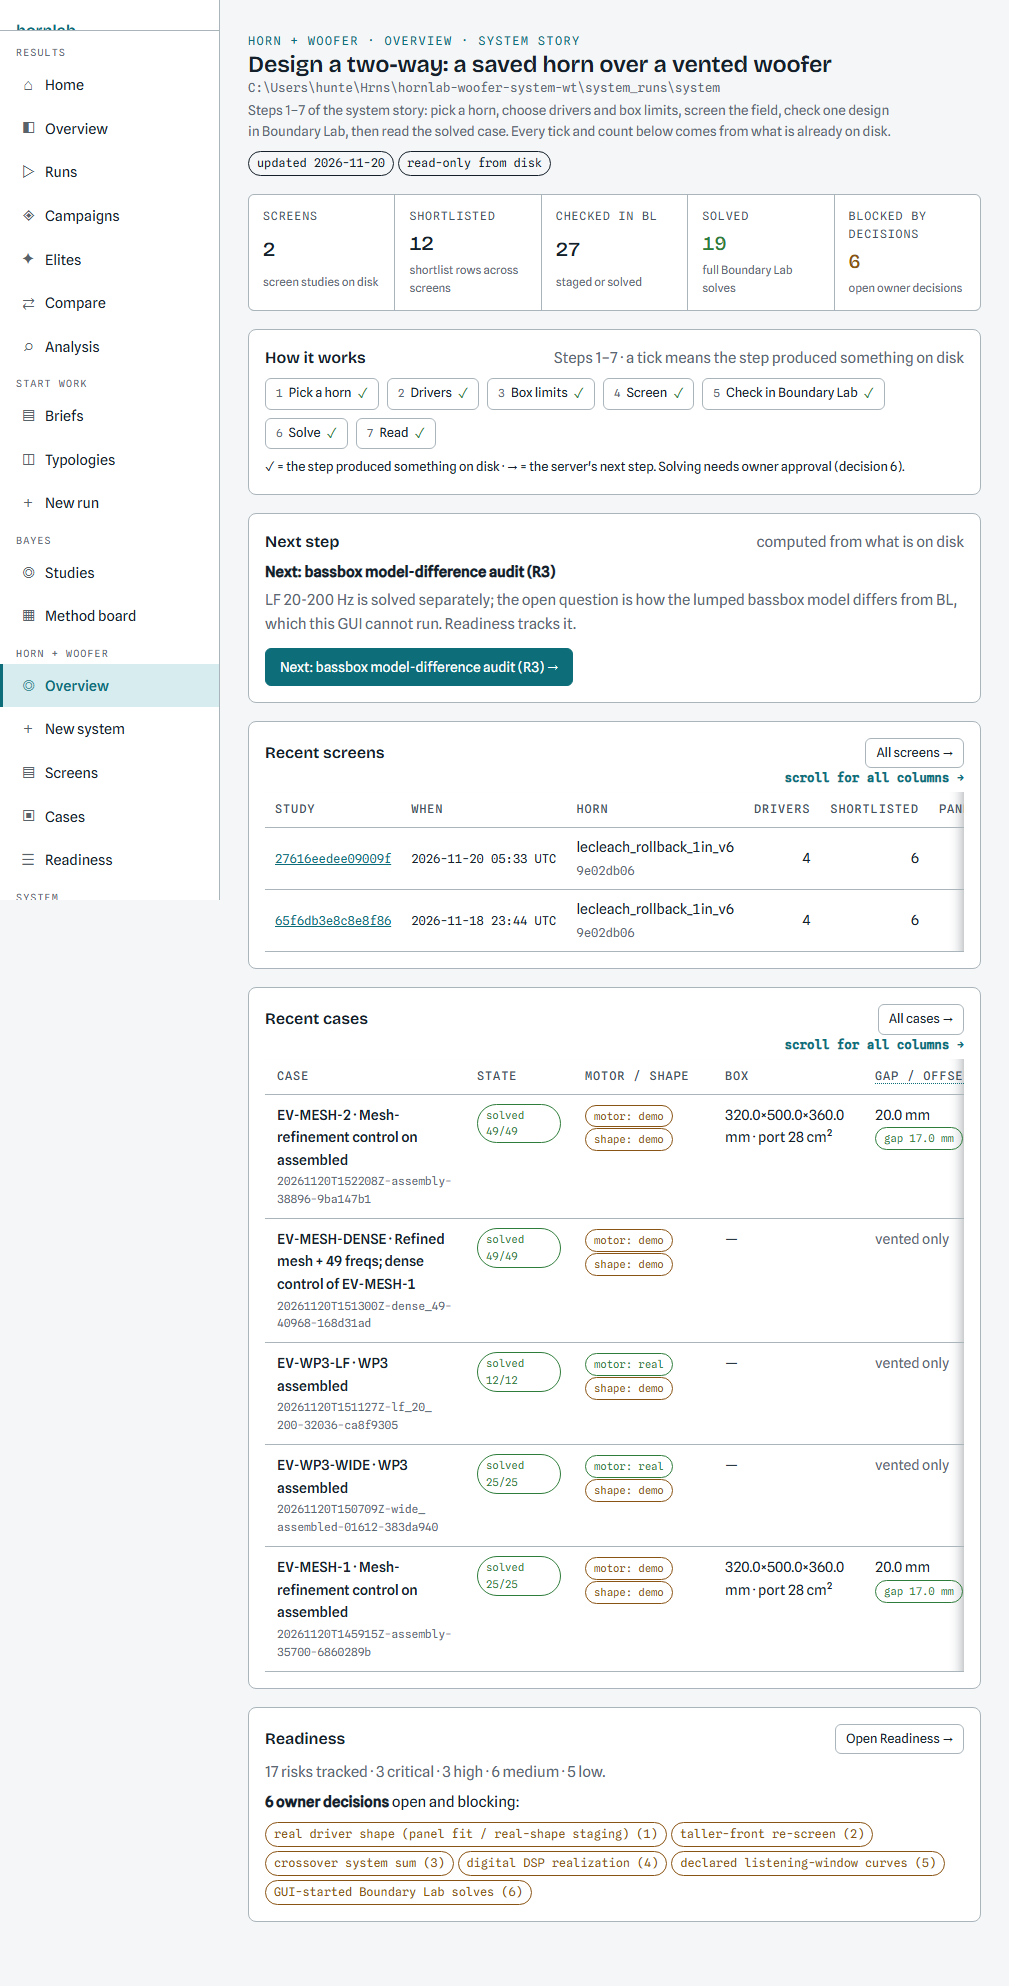 hornlab
RESULTS
Home
Overview
Runs
Campaigns
Elites
Compare
Analysis
START WORK
Briefs
Typologies
+ New run
BAYES
Studies
Method board
HORN + WOOFER
Overview
+ New system
Screens
Cases
Readiness
SYSTEM
HORN + WOOFER · OVERVIEW · SYSTEM STORY
Design a two-way: a saved horn over a vented woofer
C:\Users\hunte\Hrns\hornlab-woofer-system-wt\system_runs\system
Steps 1–7 of the system story: pick a horn, choose drivers and box limits, screen the field, check one design
in Boundary Lab, then read the solved case. Every tick and count below comes from what is already on disk.
updated 2026-11-20 read-only from disk
SCREENS
2
screen studies on disk
SHORTLISTED
12
shortlist rows across
screens
CHECKED IN BL
27
staged or solved
SOLVED
19
full Boundary Lab
solves
BLOCKED BY
DECISIONS
6
open owner decisions
How it works Steps 1–7 · a tick means the step produced something on disk
1 Pick a horn ✓ 2 Drivers ✓ 3 Box limits ✓ 4 Screen ✓ 5 Check in Boundary Lab ✓
6 Solve ✓ 7 Read ✓
✓ = the step produced something on disk · → = the server's next step. Solving needs owner approval (decision 6).
Next step computed from what is on disk
Next: bassbox model-difference audit (R3)
LF 20-200 Hz is solved separately; the open question is how the lumped bassbox model differs from BL,
which this GUI cannot run. Readiness tracks it.
Next: bassbox model-difference audit (R3) →
Recent screens All screens →
scroll for all columns →
STUDY WHEN HORN DRIVERS SHORTLISTED PAN
27616eedee09009f 2026-11-20 05:33 UTC lecleach_rollback_1in_v6 4 6
9e02db06
65f6db3e8c8e8f86 2026-11-18 23:44 UTC lecleach_rollback_1in_v6 4 6
9e02db06
Recent cases All cases →
scroll for all columns →
CASE STATE MOTOR / SHAPE BOX GAP / OFFSE
EV-MESH-2 · Mesh-
refinement control on
assembled
20261120T152208Z-assembly-
38896-9ba147b1
solved
49/49
motor: demo
shape: demo
320.0×500.0×360.0
mm · port 28 cm²
20.0 mm
gap 17.0 mm
EV-MESH-DENSE · Refined
mesh + 49 freqs; dense
control of EV-MESH-1
20261120T151300Z-dense_49-
40968-168d31ad
solved
49/49
motor: demo
shape: demo
—
vented only
EV-WP3-LF · WP3
assembled
20261120T151127Z-lf_20_
200-32036-ca8f9305
solved
12/12
motor: real
shape: demo
—
vented only
EV-WP3-WIDE · WP3
assembled
20261120T150709Z-wide_
assembled-01612-383da940
solved
25/25
motor: real
shape: demo
—
vented only
EV-MESH-1 · Mesh-
refinement control on
assembled
20261120T145915Z-assembly-
35700-6860289b
solved
25/25
motor: demo
shape: demo
320.0×500.0×360.0
mm · port 28 cm²
20.0 mm
gap 17.0 mm
Readiness Open Readiness →
17 risks tracked · 3 critical · 3 high · 6 medium · 5 low.
6 owner decisions open and blocking:
real driver shape (panel fit / real-shape staging) (1) taller-front re-screen (2)
crossover system sum (3) digital DSP realization (4) declared listening-window curves (5)
GUI-started Boundary Lab solves (6)